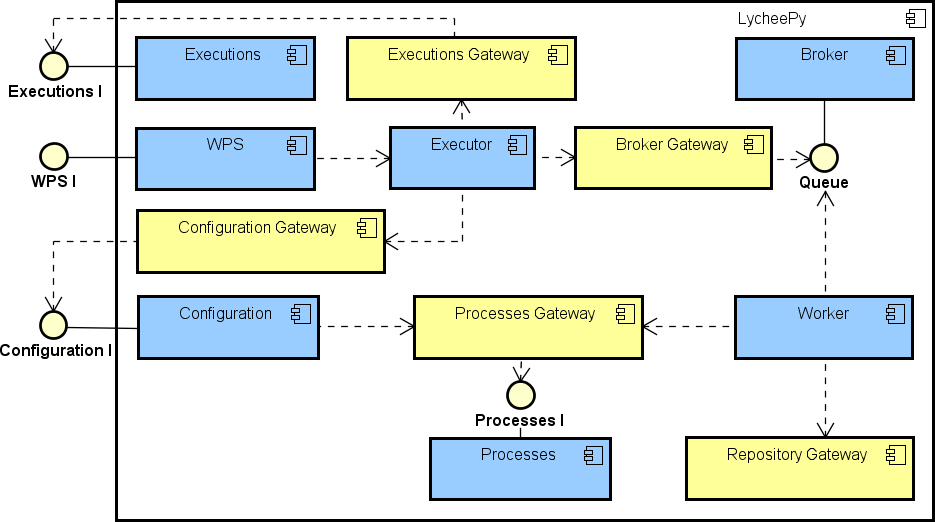 LycheePy
Executions
Executions Gateway
Broker
Executions I
WPS
Executor
Broker Gateway
WPS I
Queue
Configuration Gateway
Configuration
Processes Gateway
Worker
Configuration I
Processes I
Processes
Repository Gateway